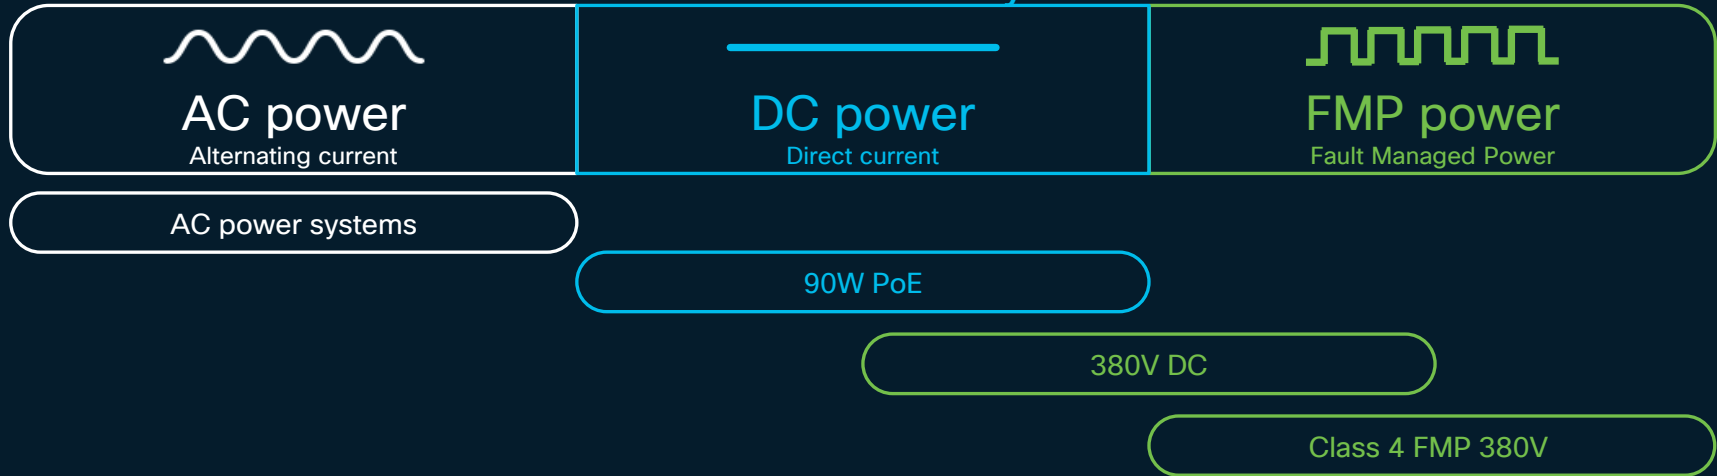 AC power
Alternating current
DC power
Direct current
FMP power
Fault Managed Power
AC power systems
90W PoE
380V DC
Class 4 FMP 380V